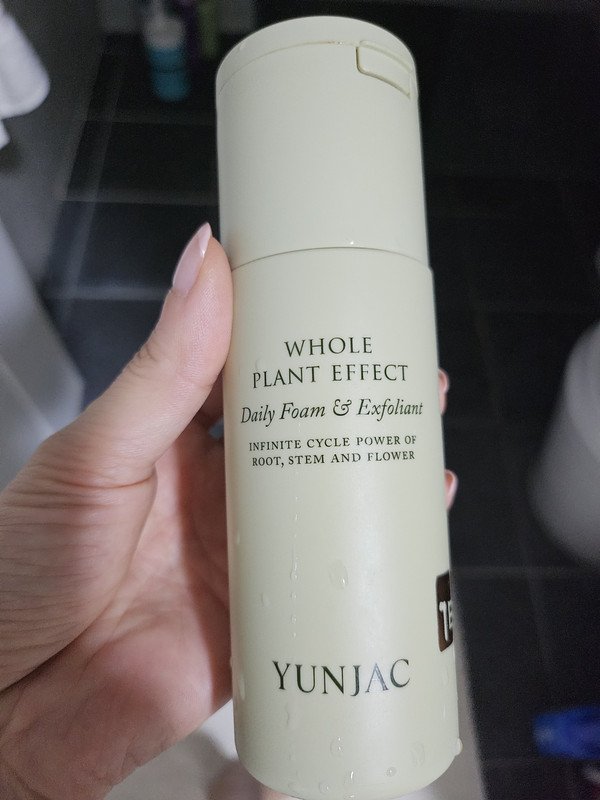 WHOLE
PLANT EFFECT
Daily Foam & Exfoliant
INFINITE CYCLE POWER OF
ROOT, STEM AND FLOWER
YUNJAC